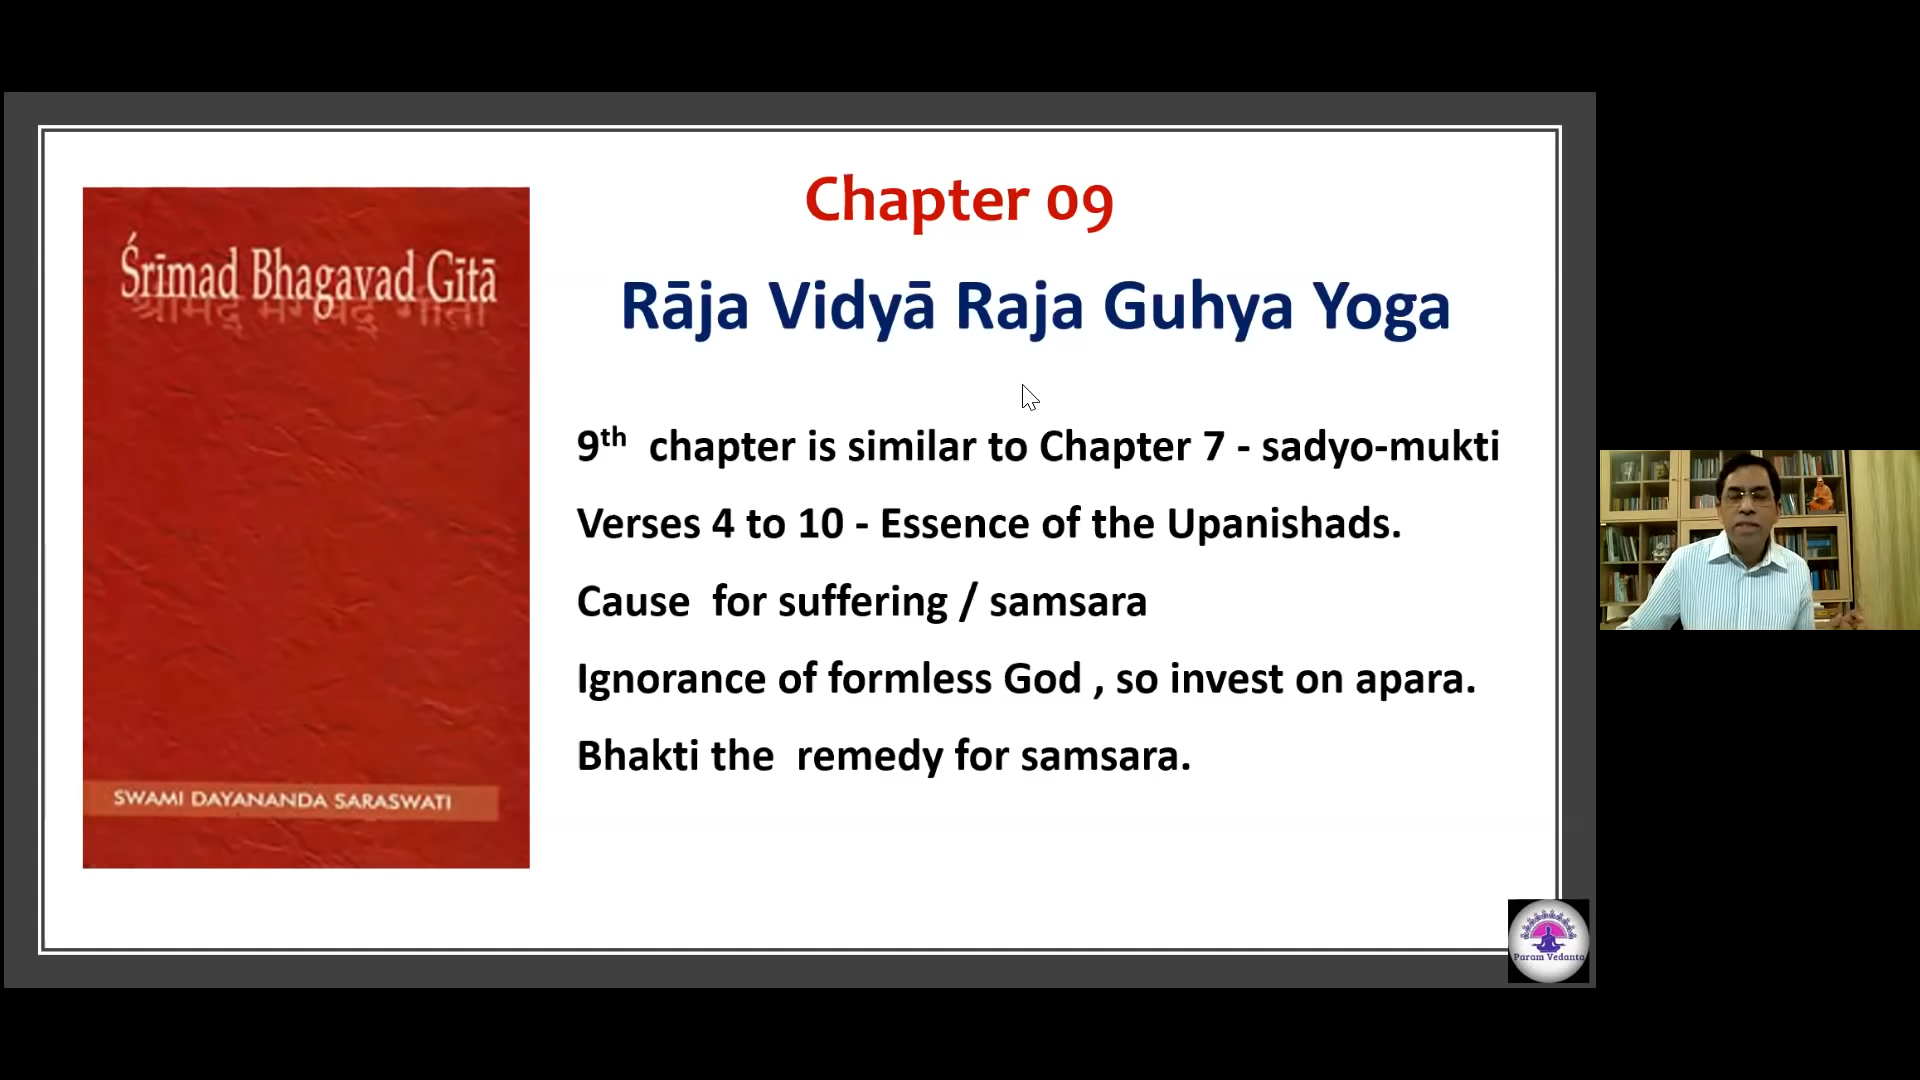 Śrīmad Bhagavad Gītā
श्रीमद् भगवद् गीता
SWAMI DAYANANDA SARASWATI
Chapter 09
Rāja Vidyā Raja Guhya Yoga
9th chapter is similar to Chapter 7 - sadyo-mukti
Verses 4 to 10 - Essence of the Upanishads.
Cause for suffering / samsara
Ignorance of formless God , so invest on apara.
Bhakti the remedy for samsara.
Param Vedanta